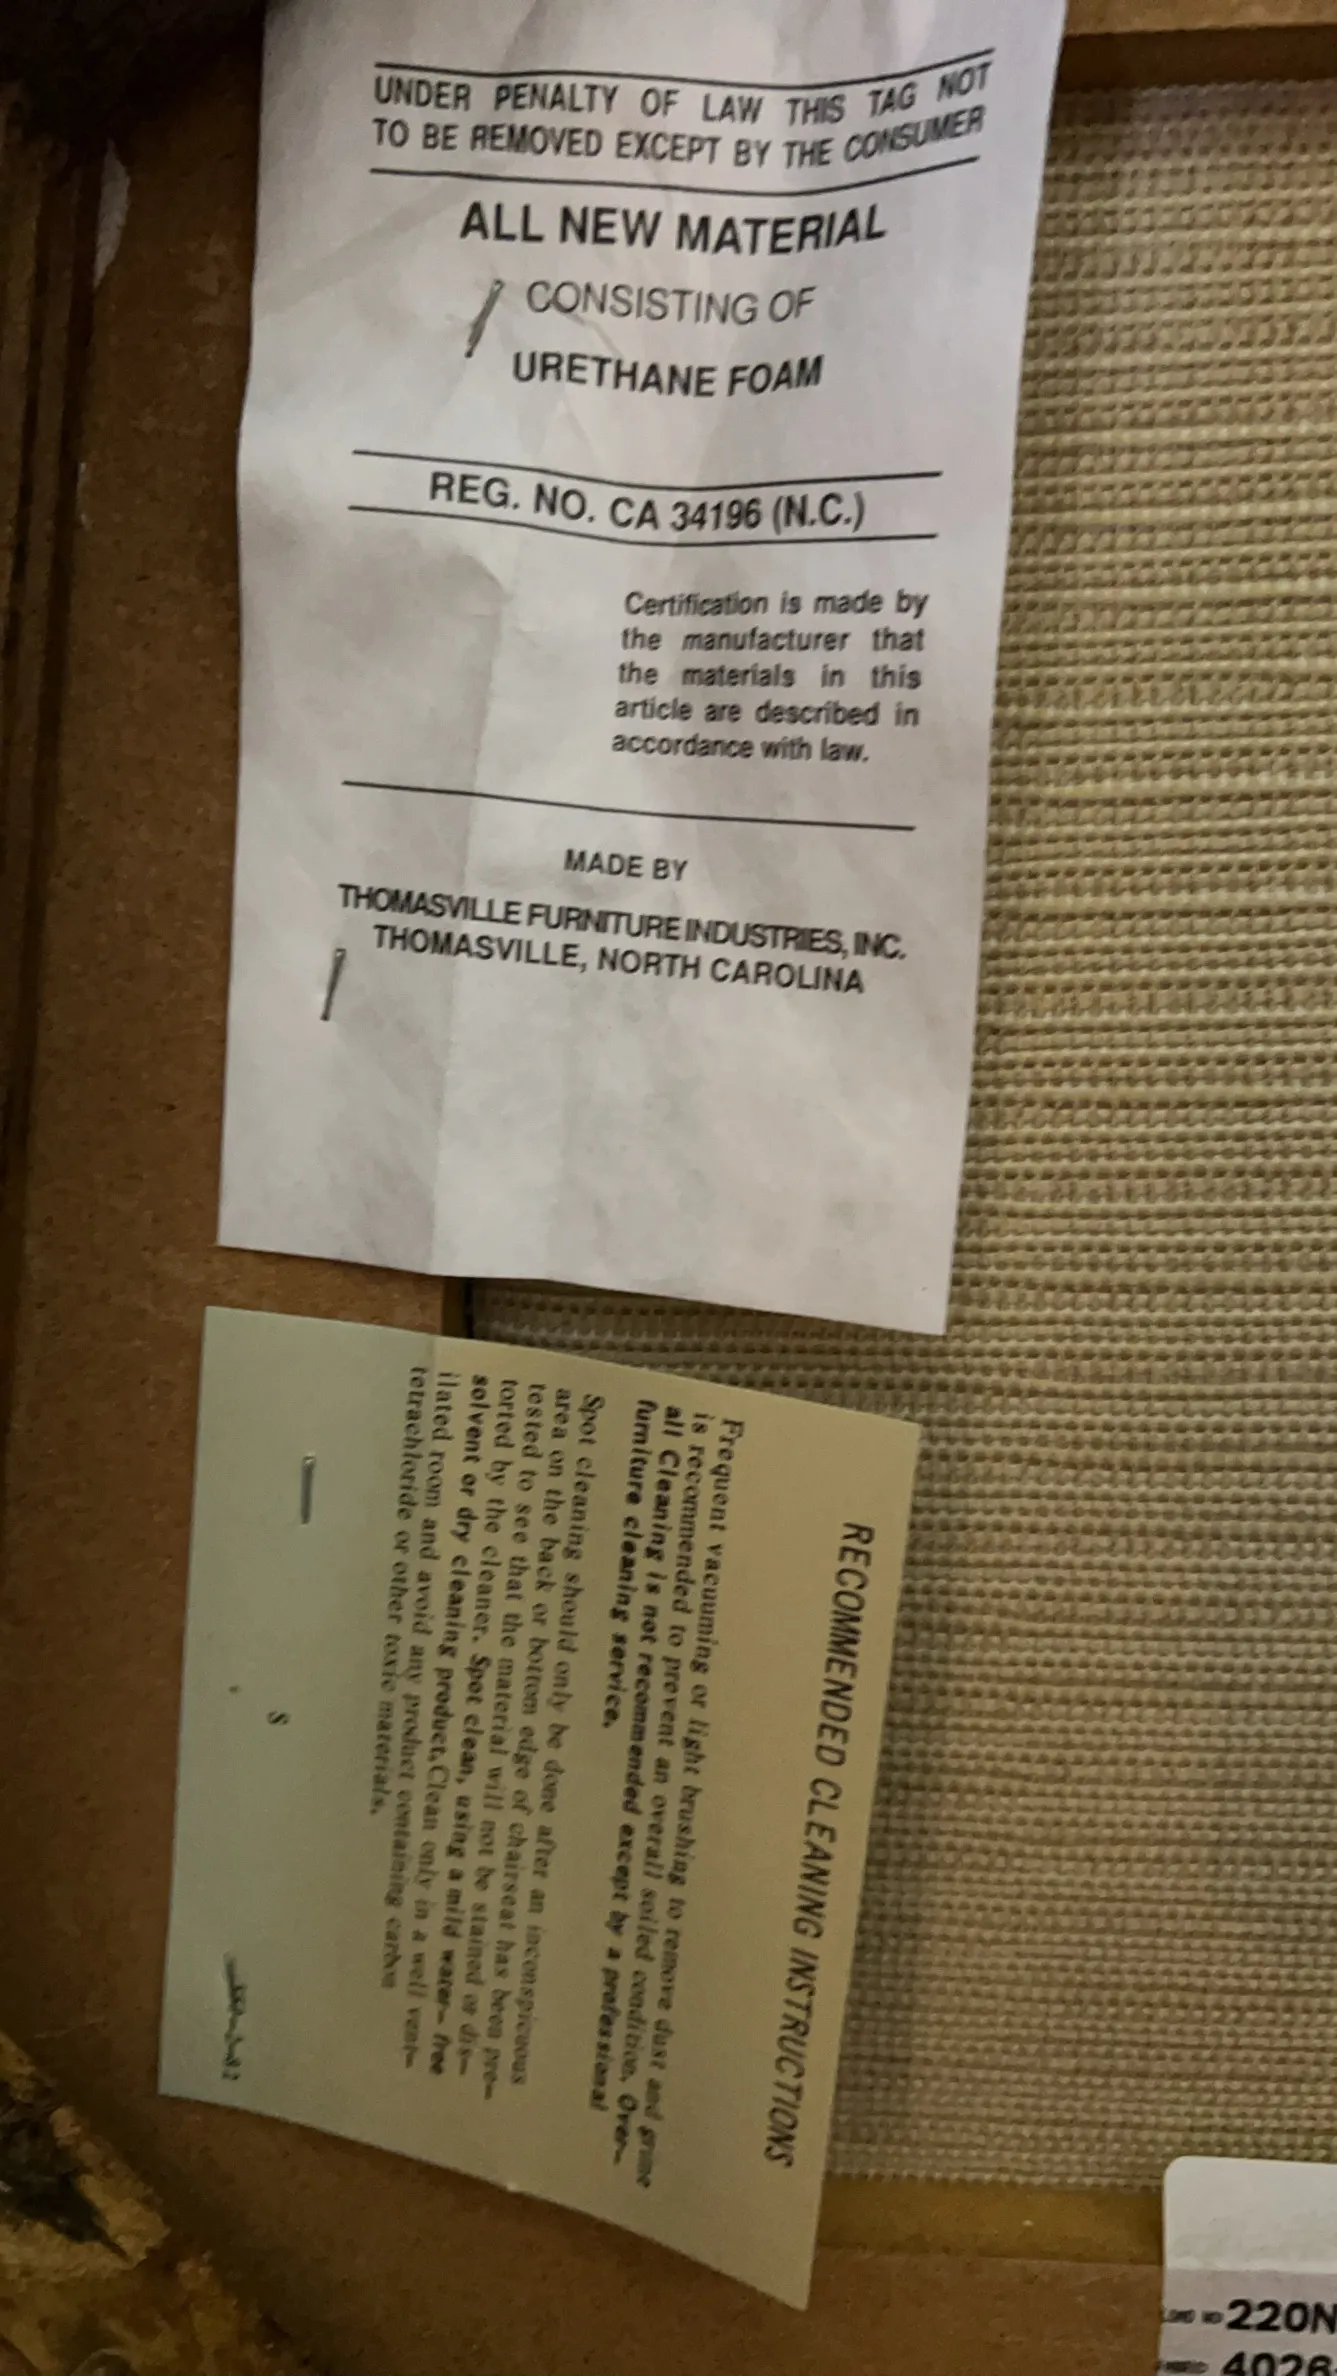 UNDER PENALTY OF LAW THIS TAG NOT
TO BE REMOVED EXCEPT BY THE CONSUMER
ALL NEW MATERIAL
CONSISTING OF
URETHANE FOAM
REG. NO. CA 34196 (N.C.)
Certification is made by
the manufacturer that
the materials in this
article are described in
accordance with law.
MADE BY
THOMASVILLE FURNITURE INDUSTRIES, INC.
THOMASVILLE, NORTH CAROLINA
RECOMMENDED CLEANING INSTRUCTIONS
Frequent vacuuming or light brushing to remove dust and grime
is recommended to prevent an overall soiled condition. Over-
all Cleaning is not recommended except by a professional
furniture cleaning service.
Spot cleaning should only be done after an inconspicuous
area on the back or bottom edge of chairseat has been pre-
tested to see that the material will not be stained or dis-
torted by the cleaner. Spot clean, using a mild water- free
solvent or dry cleaning product. Clean only in a well vent-
ilated room and avoid any product containing carbon
tetrachloride or other toxic materials.
S
220N
4026